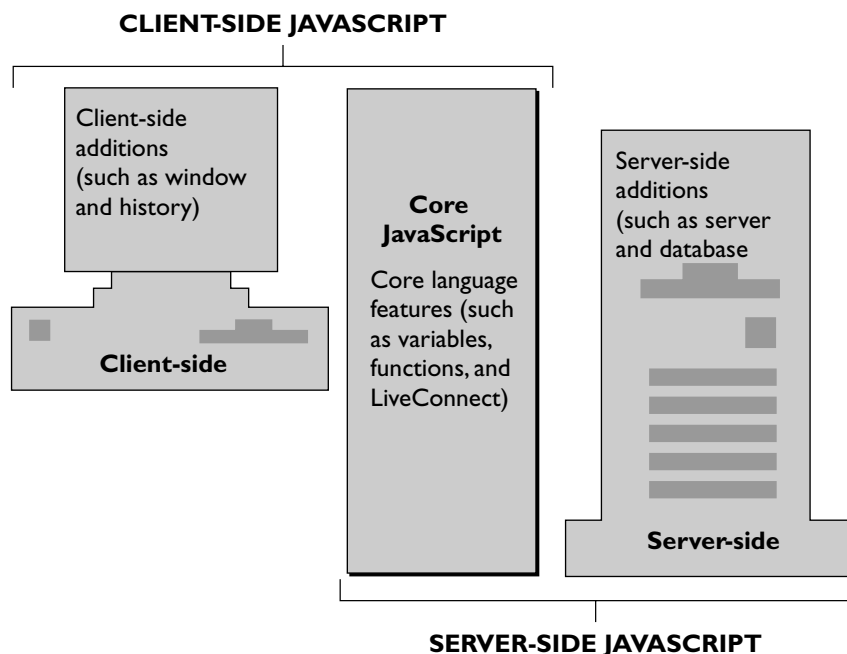 CLIENT-SIDE JAVASCRIPT
Client-side
additions
(such as window
and history)
Client-side
Core
JavaScript
Core language
features (such
as variables,
functions, and
LiveConnect)
Server-side
additions
(such as server
and database
Server-side
SERVER-SIDE JAVASCRIPT